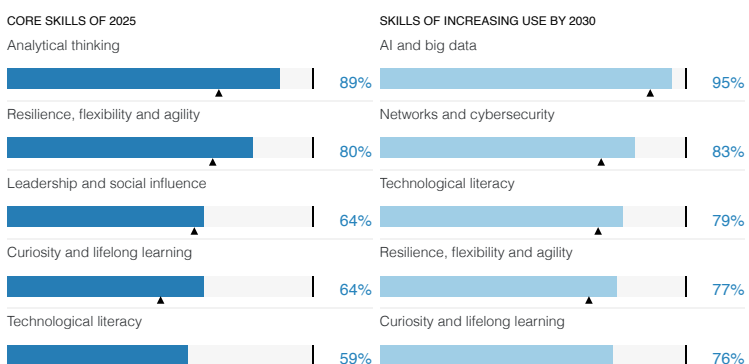 CORE SKILLS OF 2025
Analytical thinking
89%
Resilience, flexibility and agility
80%
Leadership and social influence
64%
Curiosity and lifelong learning
64%
Technological literacy
59%
SKILLS OF INCREASING USE BY 2030
AI and big data
95%
Networks and cybersecurity
83%
Technological literacy
79%
Resilience, flexibility and agility
77%
Curiosity and lifelong learning
76%